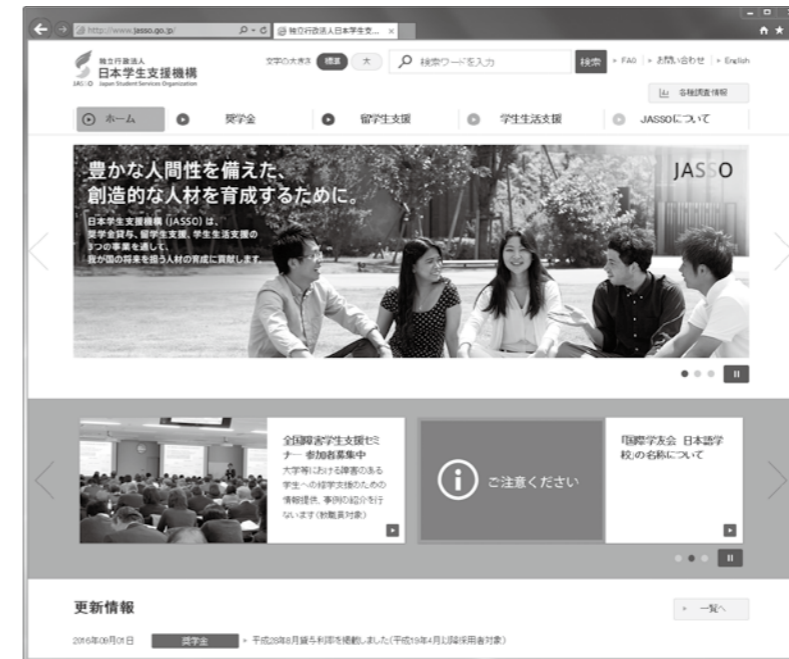 http://www.jasso.go.jp/
独立行政法人日本学生支...
独立行政法人
日本学生支援機構
JASSO Japan Student Services Organization
文字の大きさ 標準 大 検索ワードを入力 検索 FAQ お問い合わせ English
各種調査情報
ホーム 奨学金 留学生支援 学生生活支援 JASSOについて
豊かな人間性を備えた、
創造的な人材を育成するために。
JASSO
日本学生支援機構(JASSO)は、
奨学金貸与、留学生支援、学生生活支援の
3つの事業を通して、
我が国の将来を担う人材の育成に貢献します。
全国障害学生支援セミ
ナー 参加者募集中
大学等における障害のある
学生への修学支援のための
情報提供、事例の紹介を行
ないます(教職員対象)
ご注意ください
「国際学友会 日本語学
校」の名称について
更新情報
一覧へ
2016年09月01日 奨学金 平成28年8月貸与利率を掲載しました(平成19年4月以降採用者対象)